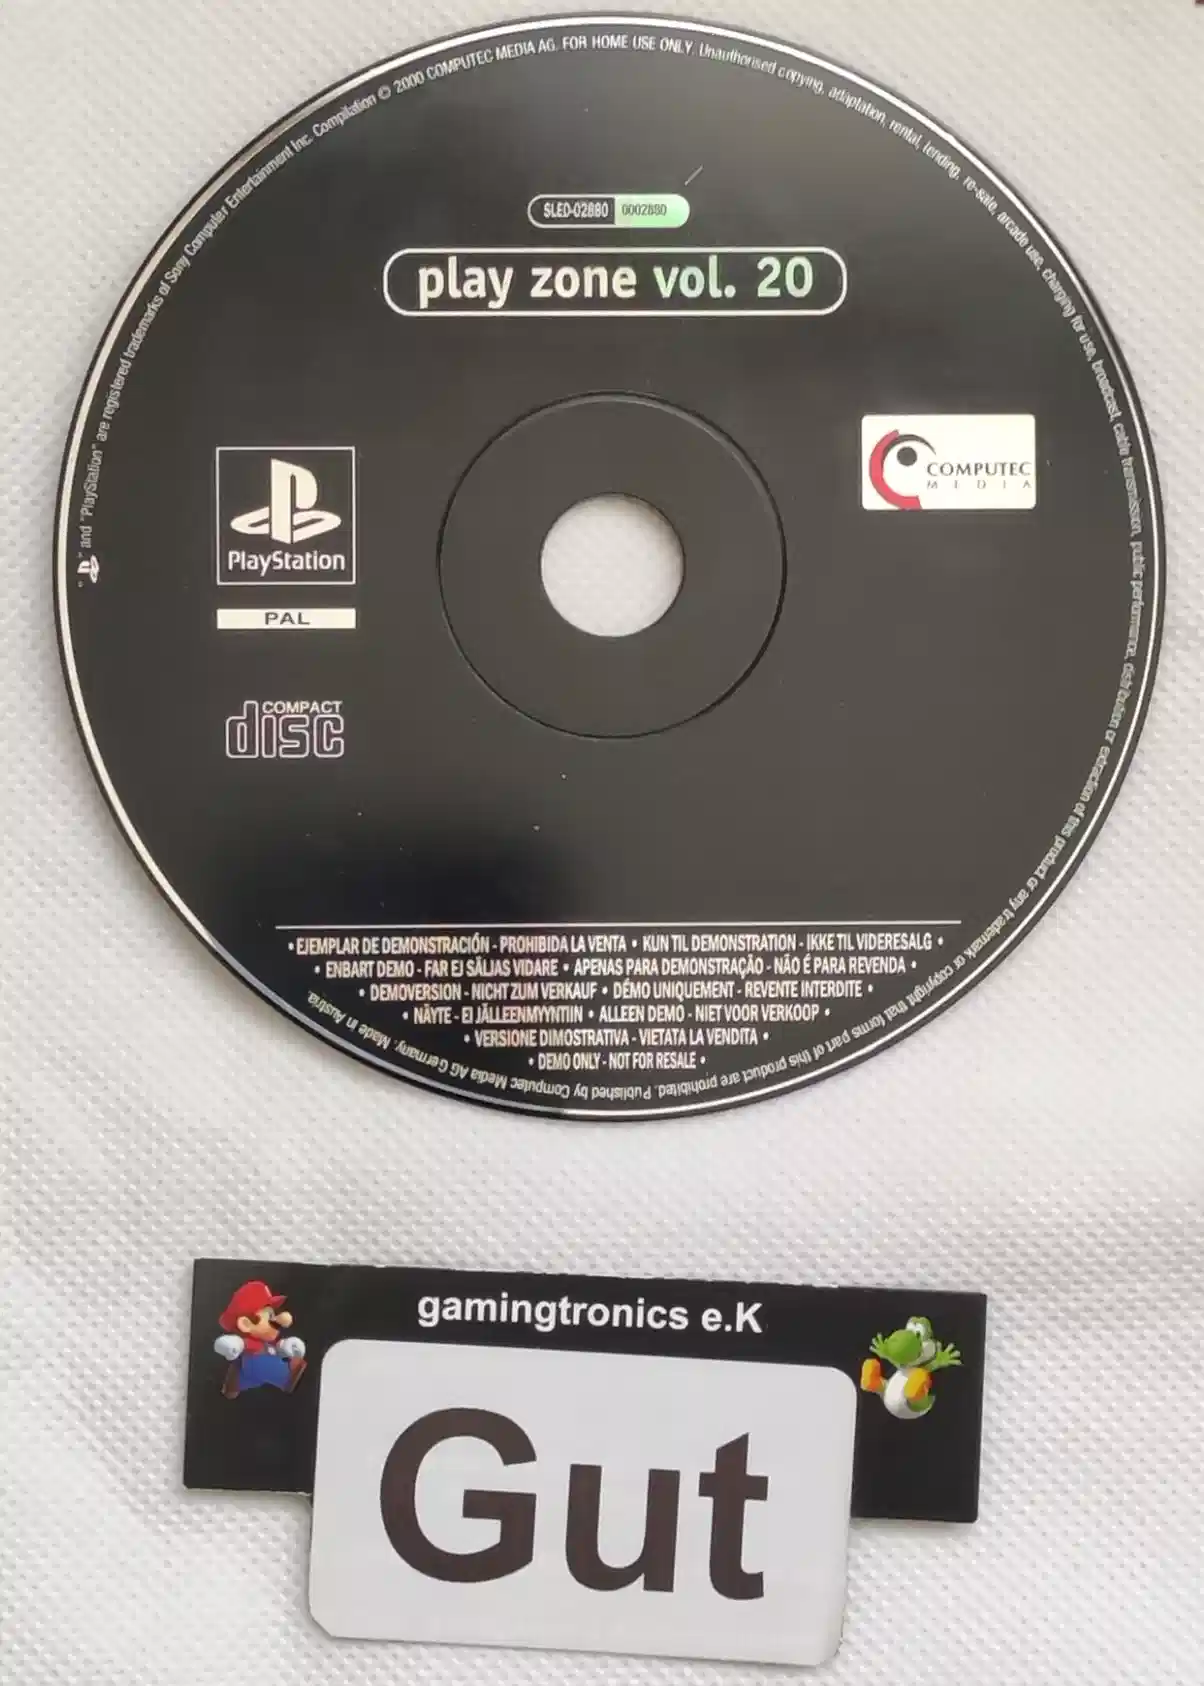 " " and "PlayStation" are registered trademarks of Sony Computer Entertainment Inc. Compilation © 2000 COMPUTEC MEDIA AG. FOR HOME USE ONLY. Unauthorised copying, adaptation, rental, lending, re-sale, arcade use, charging for use, broadcast, cable transmission, public performance, distribution or extraction of this product or any trademark or copyright that forms part of this product are prohibited. Published by Computec Media AG Germany. Made in Austria.
SLED-02880 0002880
play zone vol. 20
COMPUTEC
MEDIA
PlayStation
PAL
COMPACT
disc
• EJEMPLAR DE DEMONSTRACIÓN - PROHIBIDA LA VENTA • KUN TIL DEMONSTRATION - IKKE TIL VIDERESALG •
• ENBART DEMO - FAR EJ SÄLJAS VIDARE • APENAS PARA DEMONSTRAÇÃO - NÃO É PARA REVENDA •
• DEMOVERSION - NICHT ZUM VERKAUF • DÉMO UNIQUEMENT - REVENTE INTERDITE •
• NÄYTE - EI JÄLLEENMYYNTIIN • ALLEEN DEMO - NIET VOOR VERKOOP •
• VERSIONE DIMOSTRATIVA - VIETATA LA VENDITA •
• DEMO ONLY - NOT FOR RESALE •
gamingtronics e.K
Gut